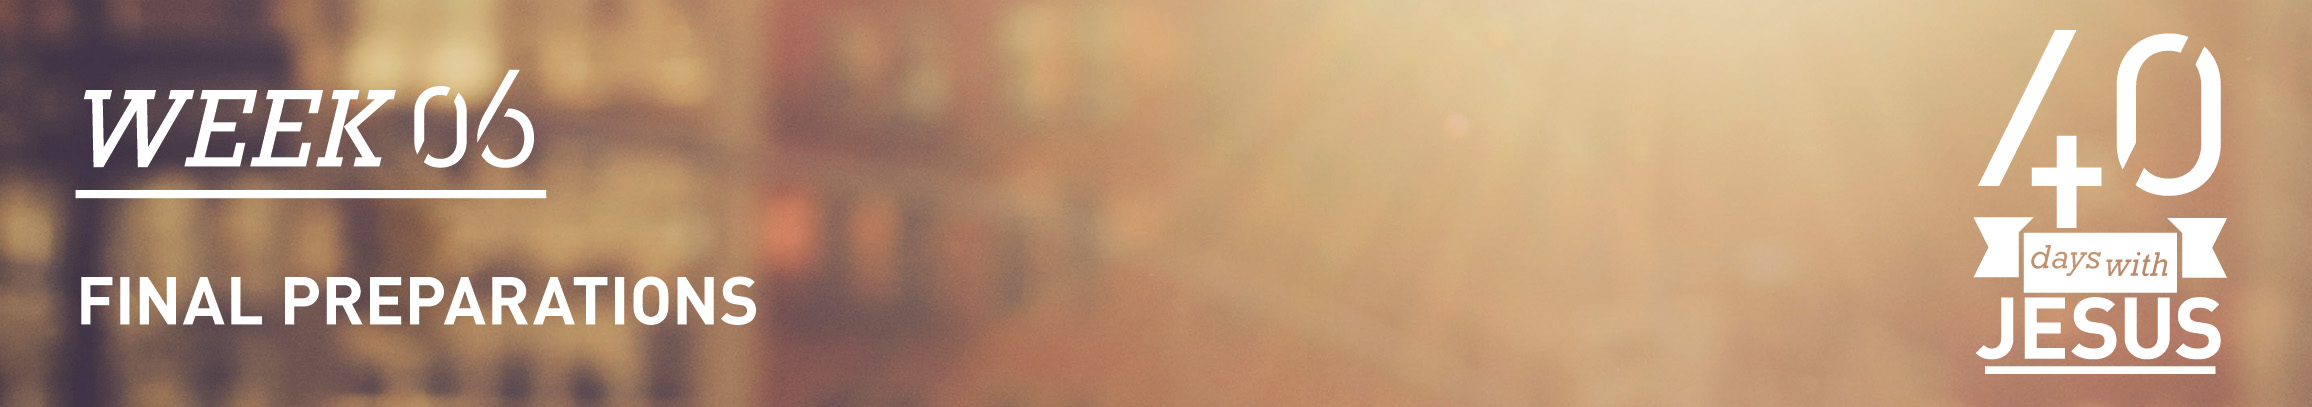 WEEK 06
FINAL PREPARATIONS
40
days with
JESUS